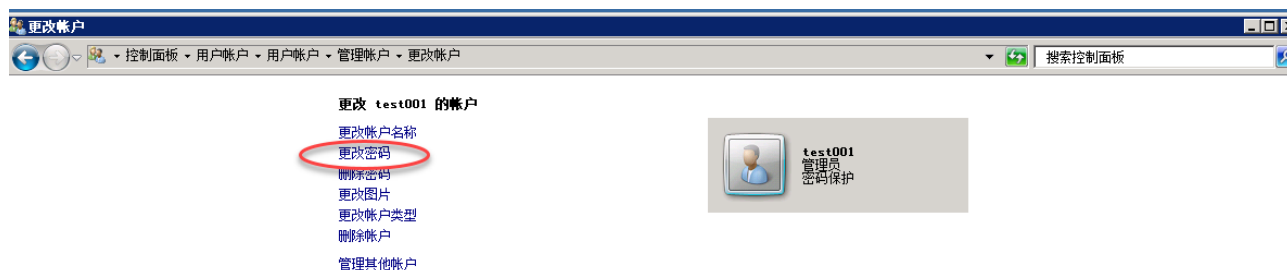 更改帐户
控制面板 用户帐户 用户帐户 管理帐户 更改帐户
搜索控制面板
更改 test001 的帐户
更改帐户名称
更改密码
删除密码
更改图片
更改帐户类型
删除帐户
管理其他帐户
test001
管理员
密码保护